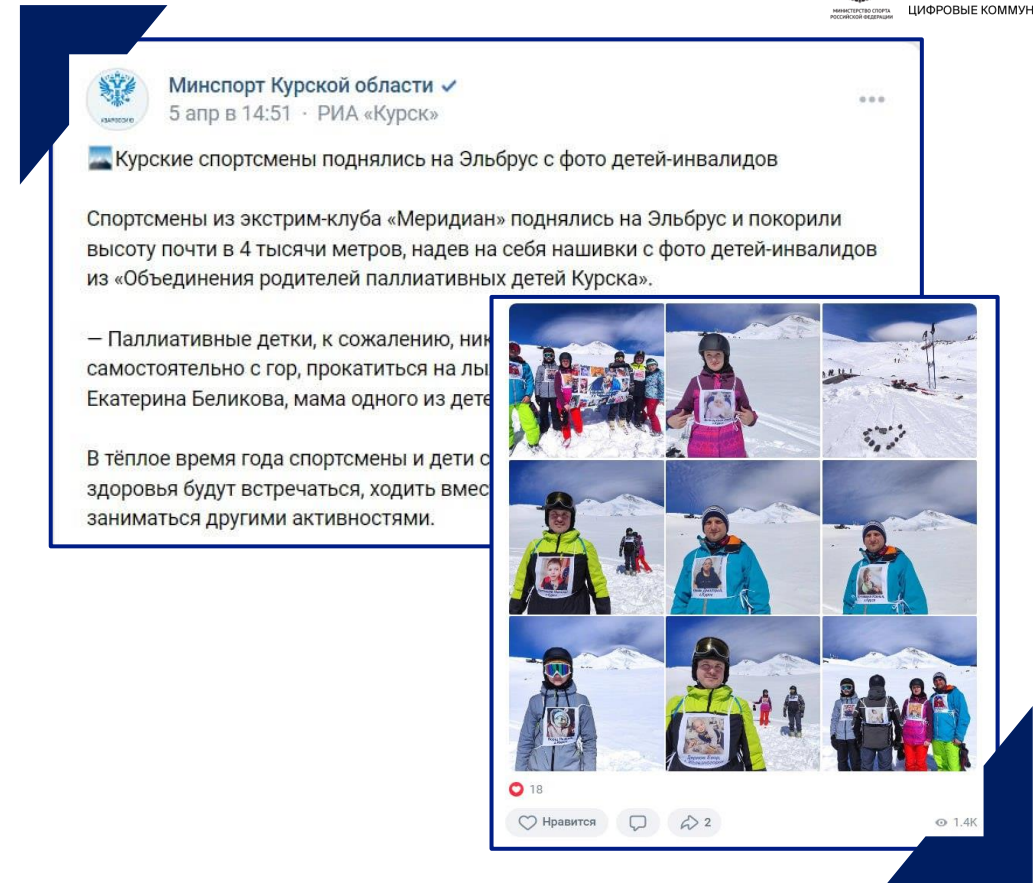 МИНИСТЕРСТВО СПОРТА
РОССИЙСКОЙ ФЕДЕРАЦИИ
ЦИФРОВЫЕ КОММУН
Минспорт Курской области
5 апр в 14:51 · РИА «Курск»
Курские спортсмены поднялись на Эльбрус с фото детей-инвалидов
Спортсмены из экстрим-клуба «Меридиан» поднялись на Эльбрус и покорили
высоту почти в 4 тысячи метров, надев на себя нашивки с фото детей-инвалидов
из «Объединения родителей паллиативных детей Курска».
— Паллиативные детки, к сожалению, ник
самостоятельно с гор, прокатиться на лы
Екатерина Беликова, мама одного из дете
В тёплое время года спортсмены и дети с
здоровья будут встречаться, ходить вмес
заниматься другими активностями.
18
Нравится
2
1.4K